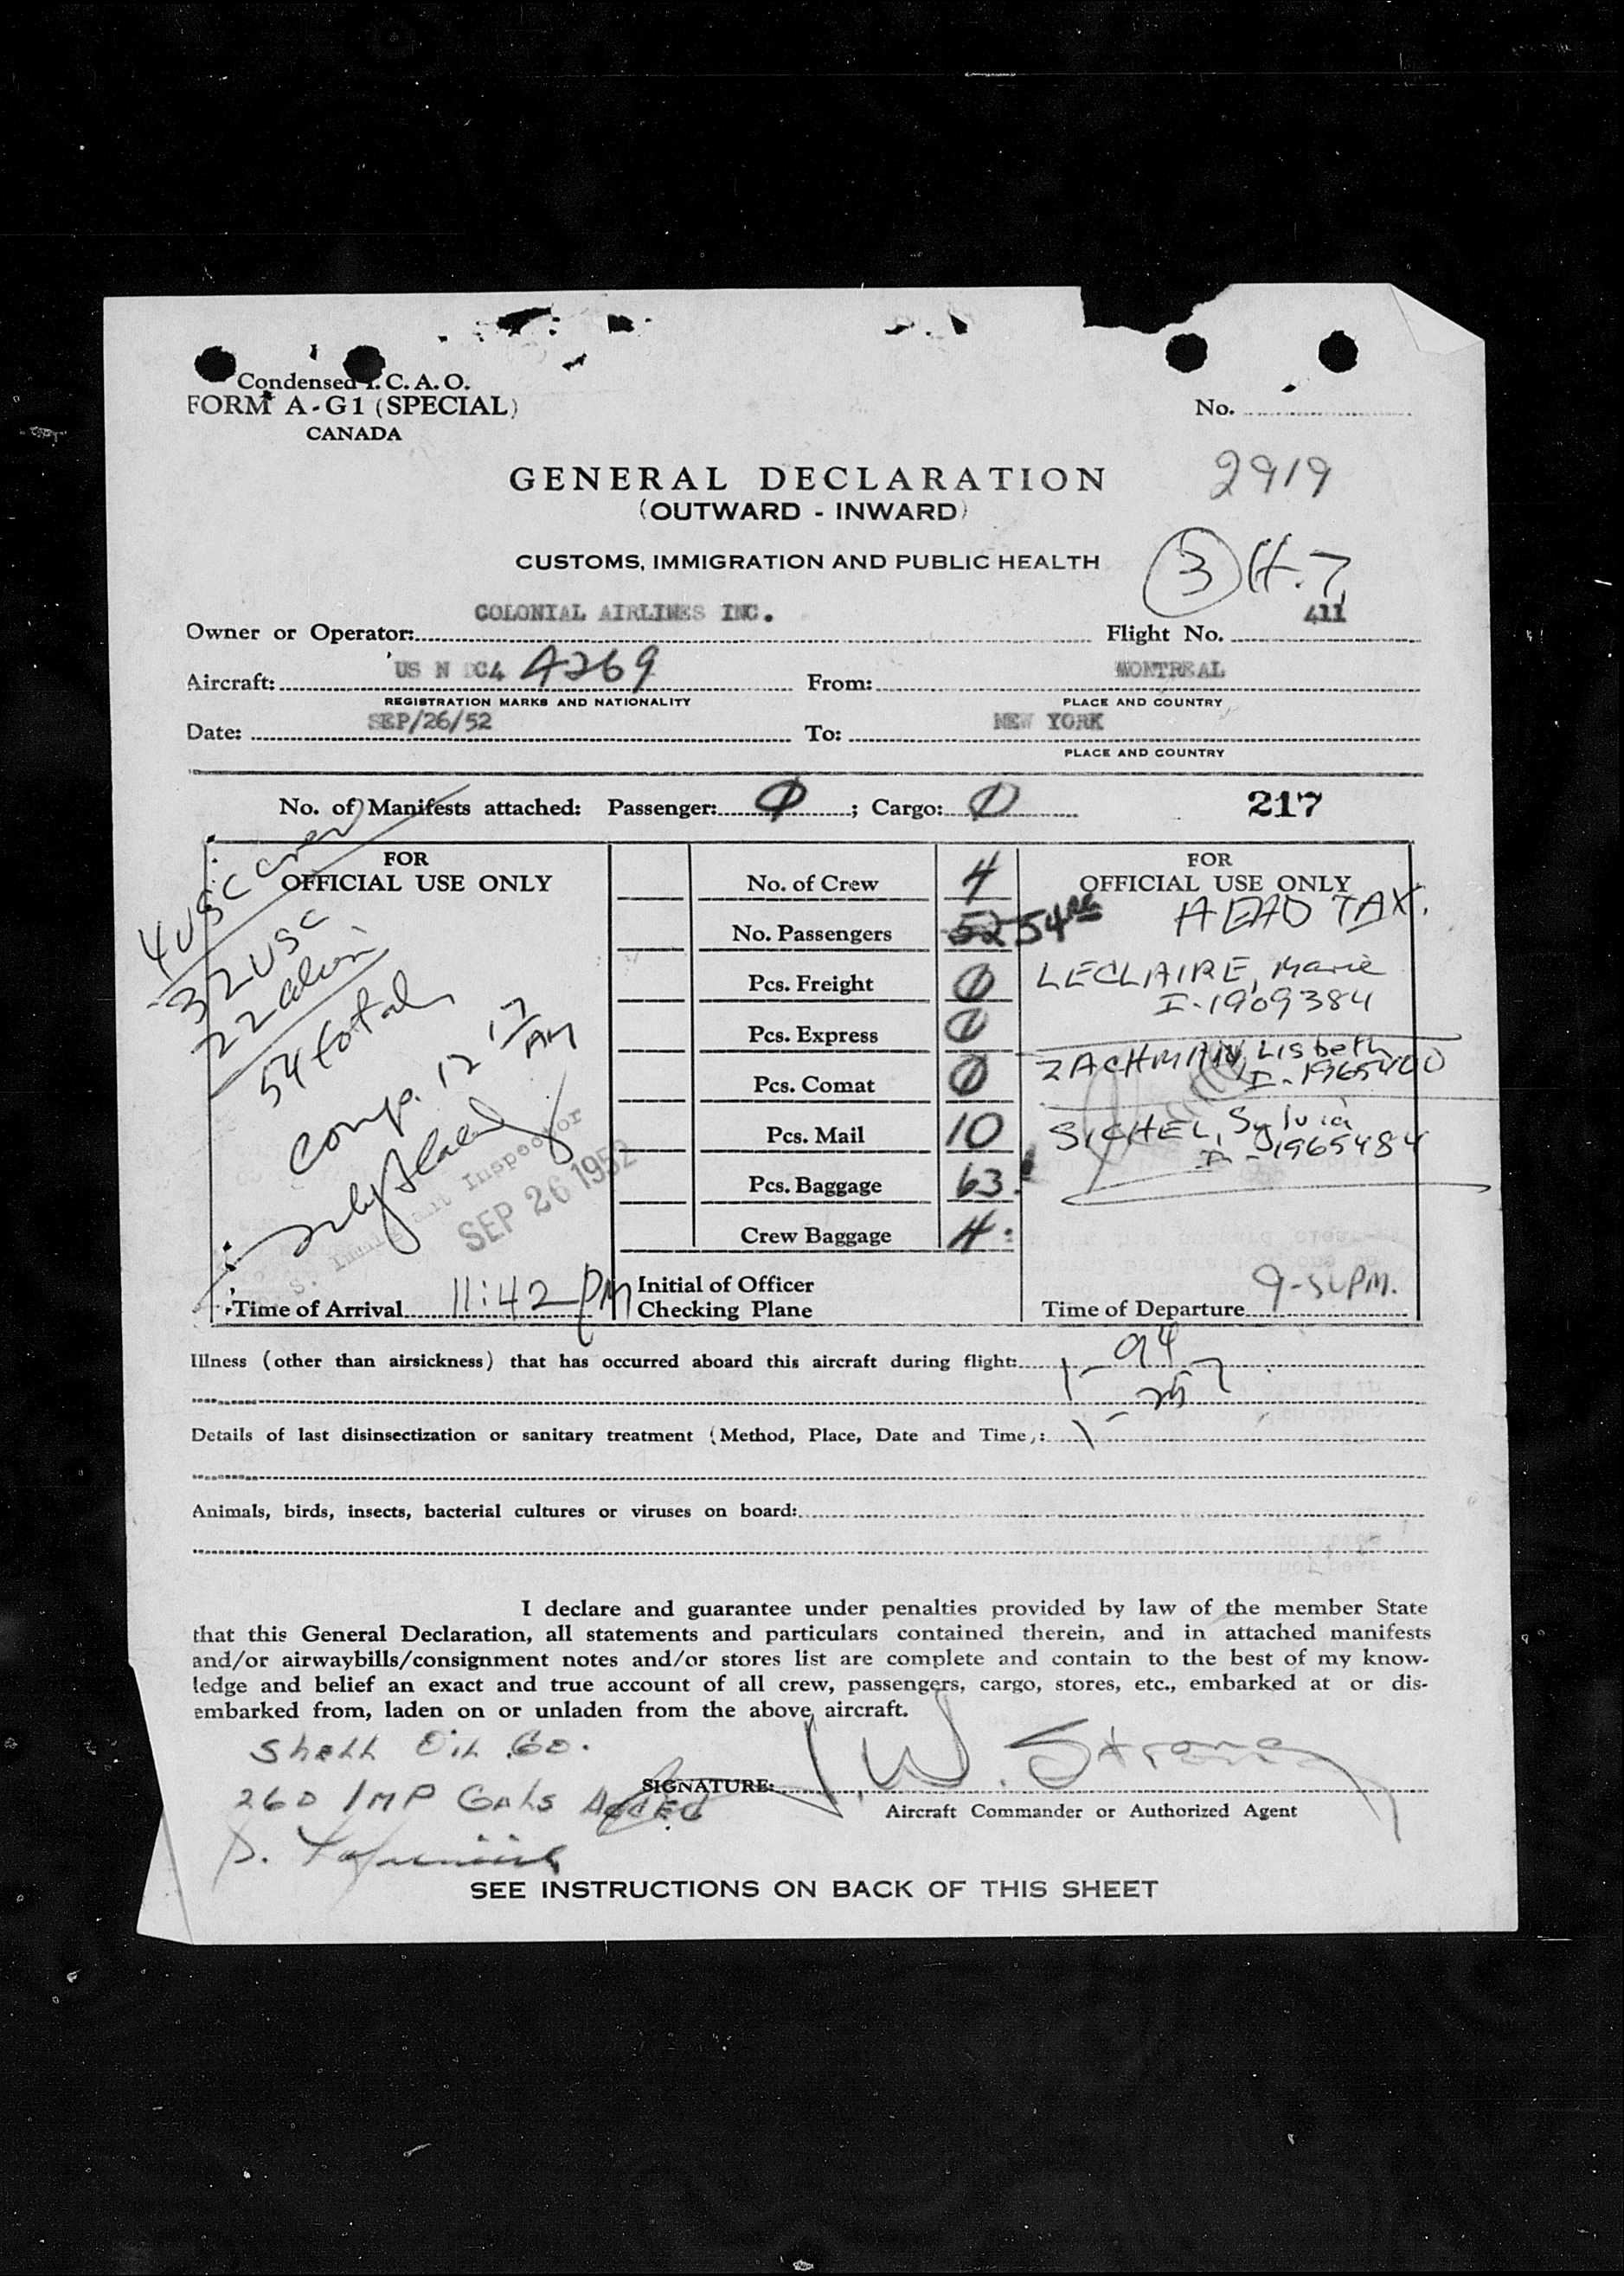 Condensed I.C.A.O.
FORM A-G1 (SPECIAL)
CANADA
No.
2919
GENERAL DECLARATION
(OUTWARD - INWARD)
CUSTOMS, IMMIGRATION AND PUBLIC HEALTH
3 H.7
Owner or Operator: COLONIAL AIRLINES INC. Flight No. 411
Aircraft: US N DC4 4269 From: MONTREAL
REGISTRATION MARKS AND NATIONALITY PLACE AND COUNTRY
Date: SEP/26/52 To: NEW YORK
PLACE AND COUNTRY
No. of Manifests attached: Passenger: 0 ; Cargo: 0 217
FOR
OFFICIAL USE ONLY
4 USC crew
32 USC
22 alien
54 total
comp. 12 17 AM
U.S. Immigrant Inspector
SEP 26 1952
Time of Arrival 11:42 PM
No. of Crew 4
No. Passengers 52 54
Pcs. Freight 0
Pcs. Express 0
Pcs. Comat 0
Pcs. Mail 10
Pcs. Baggage 63
Crew Baggage 4
Initial of Officer
Checking Plane
FOR
OFFICIAL USE ONLY
HEAD TAX.
LECLAIRE, Marie
I-1909384
ZACHMANN, Lisbeth
I-1965400
SICHEL, Sylvia
I-1965484
Time of Departure PM.
Illness (other than airsickness) that has occurred aboard this aircraft during flight: 1-94
Details of last disinsectization or sanitary treatment (Method, Place, Date and Time):
Animals, birds, insects, bacterial cultures or viruses on board:
I declare and guarantee under penalties provided by law of the member State
that this General Declaration, all statements and particulars contained therein, and in attached manifests
and/or airwaybills/consignment notes and/or stores list are complete and contain to the best of my know-
ledge and belief an exact and true account of all crew, passengers, cargo, stores, etc., embarked at or dis-
embarked from, laden on or unladen from the above aircraft.
Shell Oil Co.
260 IMP Gals Added
SIGNATURE: J.W. Strong
Aircraft Commander or Authorized Agent
SEE INSTRUCTIONS ON BACK OF THIS SHEET